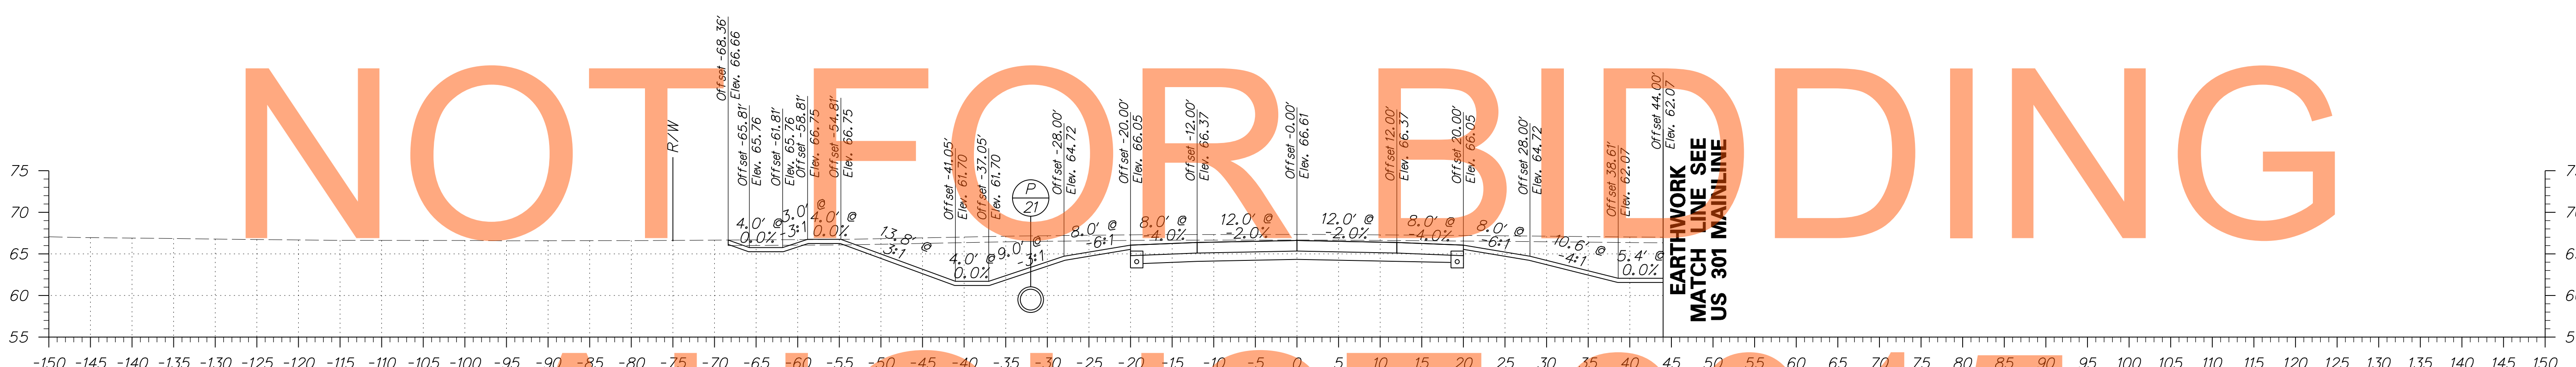 NOT FOR BIDDING
Offset -68.36'
Elev. 66.66
R/W
Offset -65.81'
Elev. 65.76
Offset -61.81'
Elev. 65.76
Offset -58.81'
Elev. 66.75
Offset -54.81'
Elev. 66.75
Offset -41.05'
Elev. 61.70
Offset -37.05'
Elev. 61.70
P
21
Offset -28.00'
Elev. 64.72
Offset -20.00'
Elev. 66.05
Offset -12.00'
Elev. 66.37
Offset -0.00'
Elev. 66.61
Offset 12.00'
Elev. 66.37
Offset 20.00'
Elev. 66.05
Offset 28.00'
Elev. 64.72
Offset 38.61'
Elev. 62.07
Offset 44.00'
Elev. 62.07
EARTHWORK
MATCH LINE SEE
US 301 MAINLINE
4.0' @
0.0%
3.0' @
-3:1
4.0' @
0.0%
13.8' @
-3:1
4.0' @
0.0%
9.0' @
-3:1
8.0' @
-6:1
8.0' @
-4.0%
12.0' @
-2.0%
12.0' @
-2.0%
8.0' @
-4.0%
8.0' @
-6:1
10.6' @
-4:1
5.4' @
0.0%
75
70
65
60
55
-150 -145 -140 -135 -130 -125 -120 -115 -110 -105 -100 -95 -90 -85 -80 -75 -70 -65 -60 -55 -50 -45 -40 -35 -30 -25 -20 -15 -10 -5 0 5 10 15 20 25 30 35 40 45 50 55 60 65 70 75 80 85 90 95 100 105 110 115 120 125 130 135 140 145 150